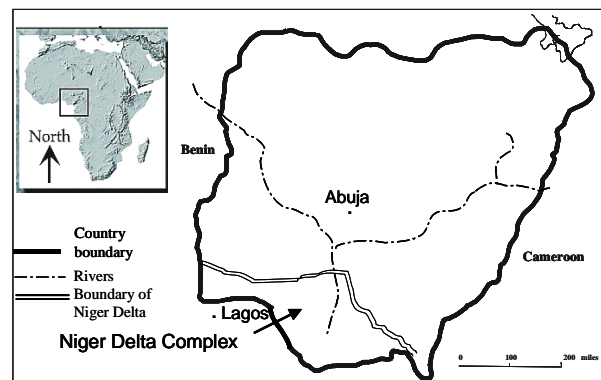 North
Benin
Abuja
Cameroon
Country
boundary
Rivers
Boundary of
Niger Delta
Lagos
Niger Delta Complex
0 100 200 miles